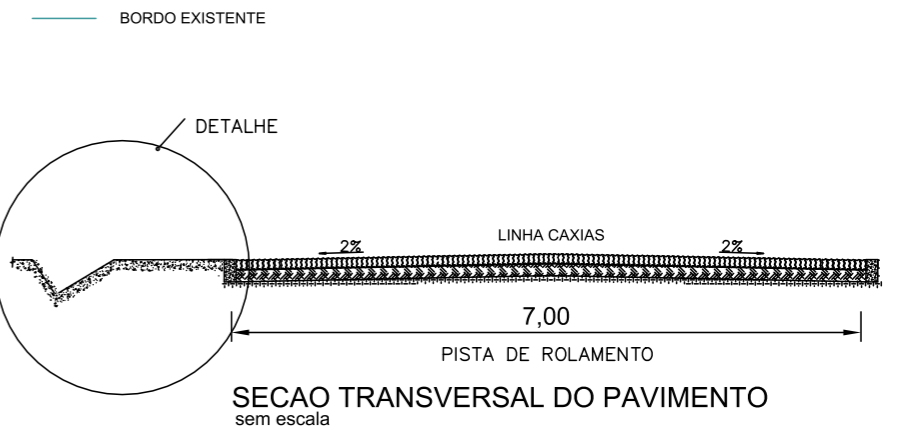 BORDO EXISTENTE
DETALHE
LINHA CAXIAS
2%
2%
7,00
PISTA DE ROLAMENTO
SECAO TRANSVERSAL DO PAVIMENTO
sem escala